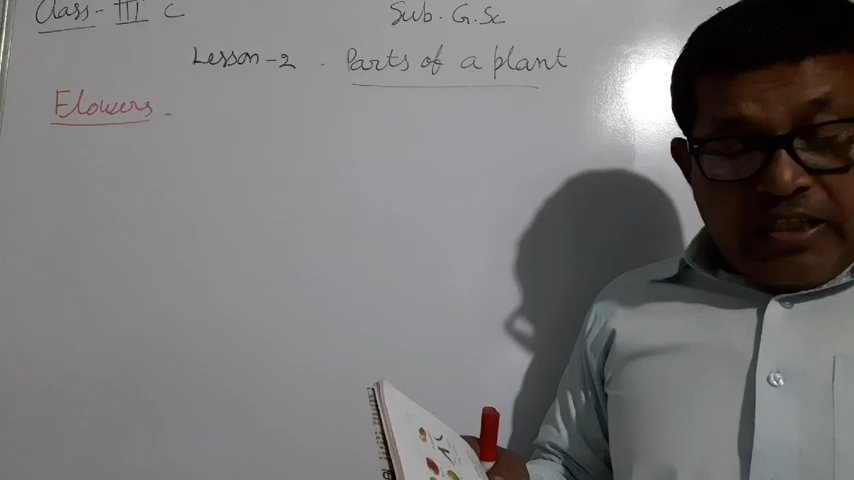 Class- III C
Sub. G.Sc
Lesson-2 - Parts of a plant
Flowers -